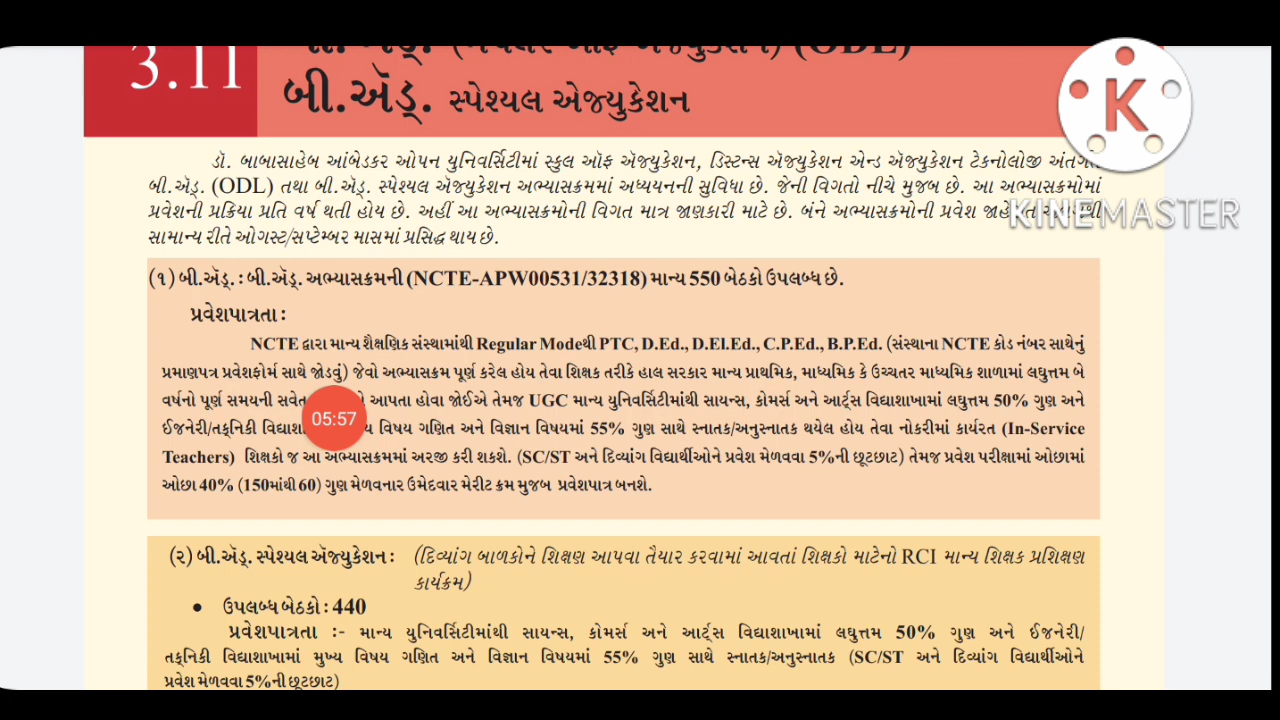 3.11
(ODL)
બી.ઍડ્. સ્પેશ્યલ એજ્યુકેશન
K
KINEMASTER
ડૉ. બાબાસાહેબ આંબેડકર ઓપન યુનિવર્સિટીમાં સ્કુલ ઑફ ઍજ્યુકેશન, ડિસ્ટન્સ ઍજ્યુકેશન એન્ડ ઍજ્યુકેશન ટેકનોલૉજી અંતર્ગત
બી.ઍડ્. (ODL) તથા બી.ઍડ્. સ્પેશ્યલ ઍજ્યુકેશન અભ્યાસક્રમમાં અધ્યયનની સુવિધા છે. જેની વિગતો નીચે મુજબ છે. આ અભ્યાસક્રમોમાં
પ્રવેશની પ્રક્રિયા પ્રતિ વર્ષ થતી હોય છે. અહીં આ અભ્યાસક્રમોની વિગત માત્ર જાણકારી માટે છે. બંને અભ્યાસક્રમોની પ્રવેશ
સામાન્ય રીતે ઓગસ્ટ/સપ્ટેમ્બર માસમાં પ્રસિદ્ધ થાય છે.
(૧) બી.ઍડ્. : બી.ઍડ્. અભ્યાસક્રમની (NCTE-APW00531/32318) માન્ય 550 બેઠકો ઉપલબ્ધ છે.
પ્રવેશપાત્રતા :
NCTE દ્વારા માન્ય શૈક્ષણિક સંસ્થામાંથી Regular Modeથી PTC, D.Ed., D.El.Ed., C.P.Ed., B.P.Ed. (સંસ્થાના NCTE કોડ નંબર સાથેનું
પ્રમાણપત્ર પ્રવેશફોર્મ સાથે જોડવું) જેવો અભ્યાસક્રમ પૂર્ણ કરેલ હોય તેવા શિક્ષક તરીકે હાલ સરકાર માન્ય પ્રાથમિક, માધ્યમિક કે ઉચ્ચતર માધ્યમિક શાળામાં લઘુત્તમ બે
વર્ષનો પૂર્ણ સમયની આપતા હોવા જોઈએ તેમજ UGC માન્ય યુનિવર્સિટીમાંથી સાયન્સ, કોમર્સ અને આર્ટ્સ વિદ્યાશાખામાં લઘુત્તમ 50% ગુણ અને
05:57
ઈજનેરી/તક્નિકી વિષય ગણિત અને વિજ્ઞાન વિષયમાં 55% ગુણ સાથે સ્નાતક/અનુસ્નાતક થયેલ હોય તેવા નોકરીમાં કાર્યરત (In-Service
Teachers) શિક્ષકો જ આ અભ્યાસક્રમમાં અરજી કરી શકશે. (SC/ST અને દિવ્યાંગ વિદ્યાર્થીઓને પ્રવેશ મેળવવા 5%ની છૂટછાટ) તેમજ પ્રવેશ પરીક્ષામાં ઓછામાં
ઓછા 40% (150માંથી 60) ગુણ મેળવનાર ઉમેદવાર મેરીટ ક્રમ મુજબ પ્રવેશપાત્ર બનશે.
(૨) બી.ઍડ્. સ્પેશ્યલ ઍજ્યુકેશન : (દિવ્યાંગ બાળકોને શિક્ષણ આપવા તૈયાર કરવામાં આવતાં શિક્ષકો માટેનો RCI માન્ય શિક્ષક પ્રશિક્ષણ
કાર્યક્રમ)
• ઉપલબ્ધ બેઠકો : 440
પ્રવેશપાત્રતા :- માન્ય યુનિવર્સિટીમાંથી સાયન્સ, કોમર્સ અને આર્ટ્સ વિદ્યાશાખામાં લઘુત્તમ 50% ગુણ અને ઈજનેરી/
તક્નિકી વિદ્યાશાખામાં મુખ્ય વિષય ગણિત અને વિજ્ઞાન વિષયમાં 55% ગુણ સાથે સ્નાતક/અનુસ્નાતક (SC/ST અને દિવ્યાંગ વિદ્યાર્થીઓને
પ્રવેશ મેળવવા 5%ની છૂટછાટ)